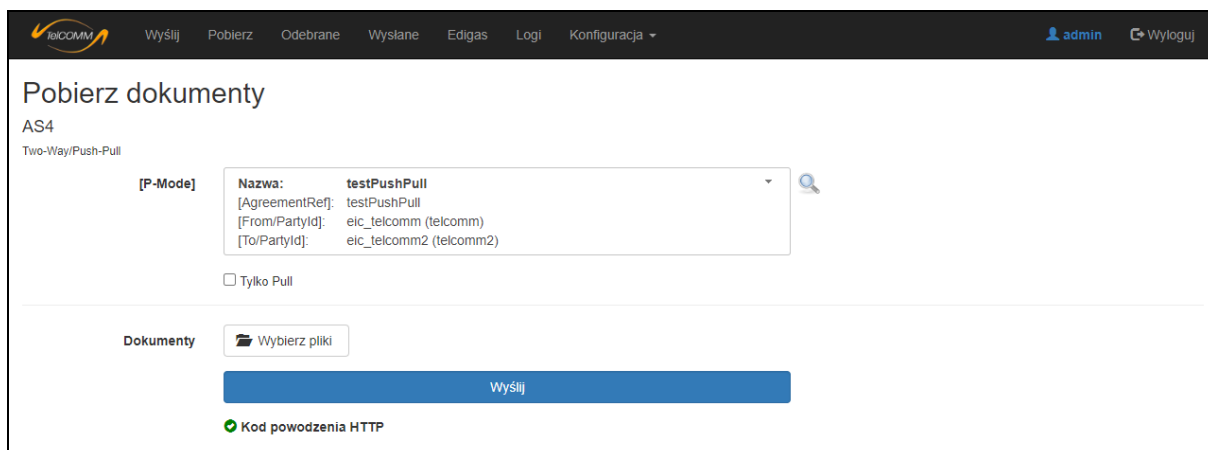 TelCOMM Wyślij Pobierz Odebrane Wysłane Edigas Logi Konfiguracja admin Wyloguj
Pobierz dokumenty
AS4
Two-Way/Push-Pull
[P-Mode] Nazwa: testPushPull
[AgreementRef]: testPushPull
[From/PartyId]: eic_telcomm (telcomm)
[To/PartyId]: eic_telcomm2 (telcomm2)
Tylko Pull
Dokumenty Wybierz pliki
Wyślij
Kod powodzenia HTTP